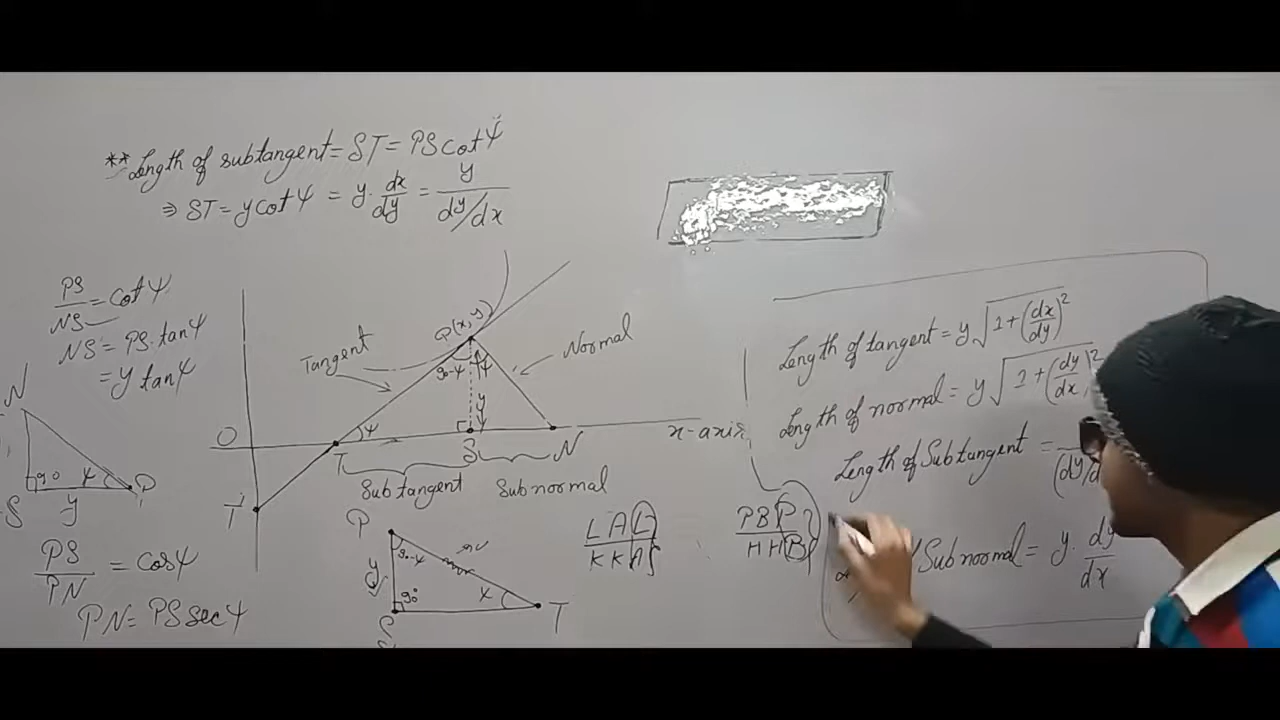 ** Length of subtangent = ST = PS cot ψ
⇒ ST = y cot ψ = y. dx/dy = y/(dy/dx)
PS/NS = cot ψ
NS = PS. tan ψ
= y tan ψ
N
S 90 ψ P
y
PS/PN = cos ψ
PN = PS sec ψ
P(x, y)
Tangent
Normal
90-ψ ψ
y
O ψ T S N x-axis
Subtangent Subnormal
T'
P
90-ψ
y
90° ψ
S T
LAL
KKA
PBP
HHB
Length of tangent = y √(1+(dx/dy)²)
Length of normal = y √(1+(dy/dx)²)
Length of Subtangent = /(dy/d
Subnormal = y. dy/dx